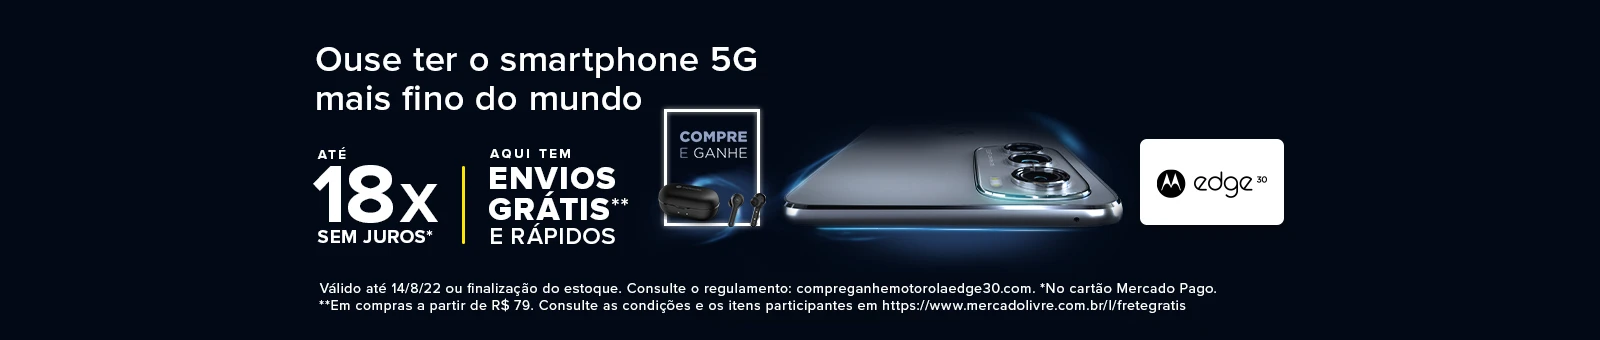 Ouse ter o smartphone 5G
mais fino do mundo
ATÉ
18X
SEM JUROS*
AQUI TEM
ENVIOS
GRÁTIS**
E RÁPIDOS
COMPRE
E GANHE
edge 30
Válido até 14/8/22 ou finalização do estoque. Consulte o regulamento: compreganhemotorolaedge30.com. *No cartão Mercado Pago.
**Em compras a partir de R$ 79. Consulte as condições e os itens participantes em https://www.mercadolivre.com.br/l/fretegratis